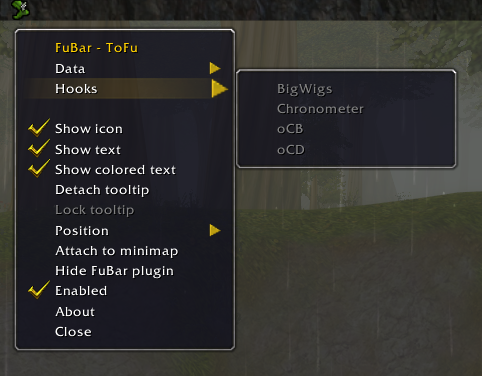 FuBar - ToFu
Data
Hooks
Show icon
Show text
Show colored text
Detach tooltip
Lock tooltip
Position
Attach to minimap
Hide FuBar plugin
Enabled
About
Close
BigWigs
Chronometer
oCB
oCD